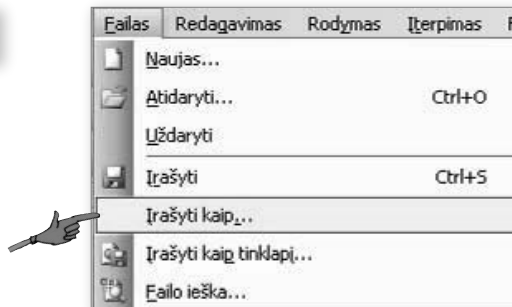 Failas Redagavimas Rodymas Įterpimas
Naujas...
Atidaryti... Ctrl+O
Uždaryti
Įrašyti Ctrl+S
Įrašyti kaip...
Įrašyti kaip tinklapį...
Failo ieška...